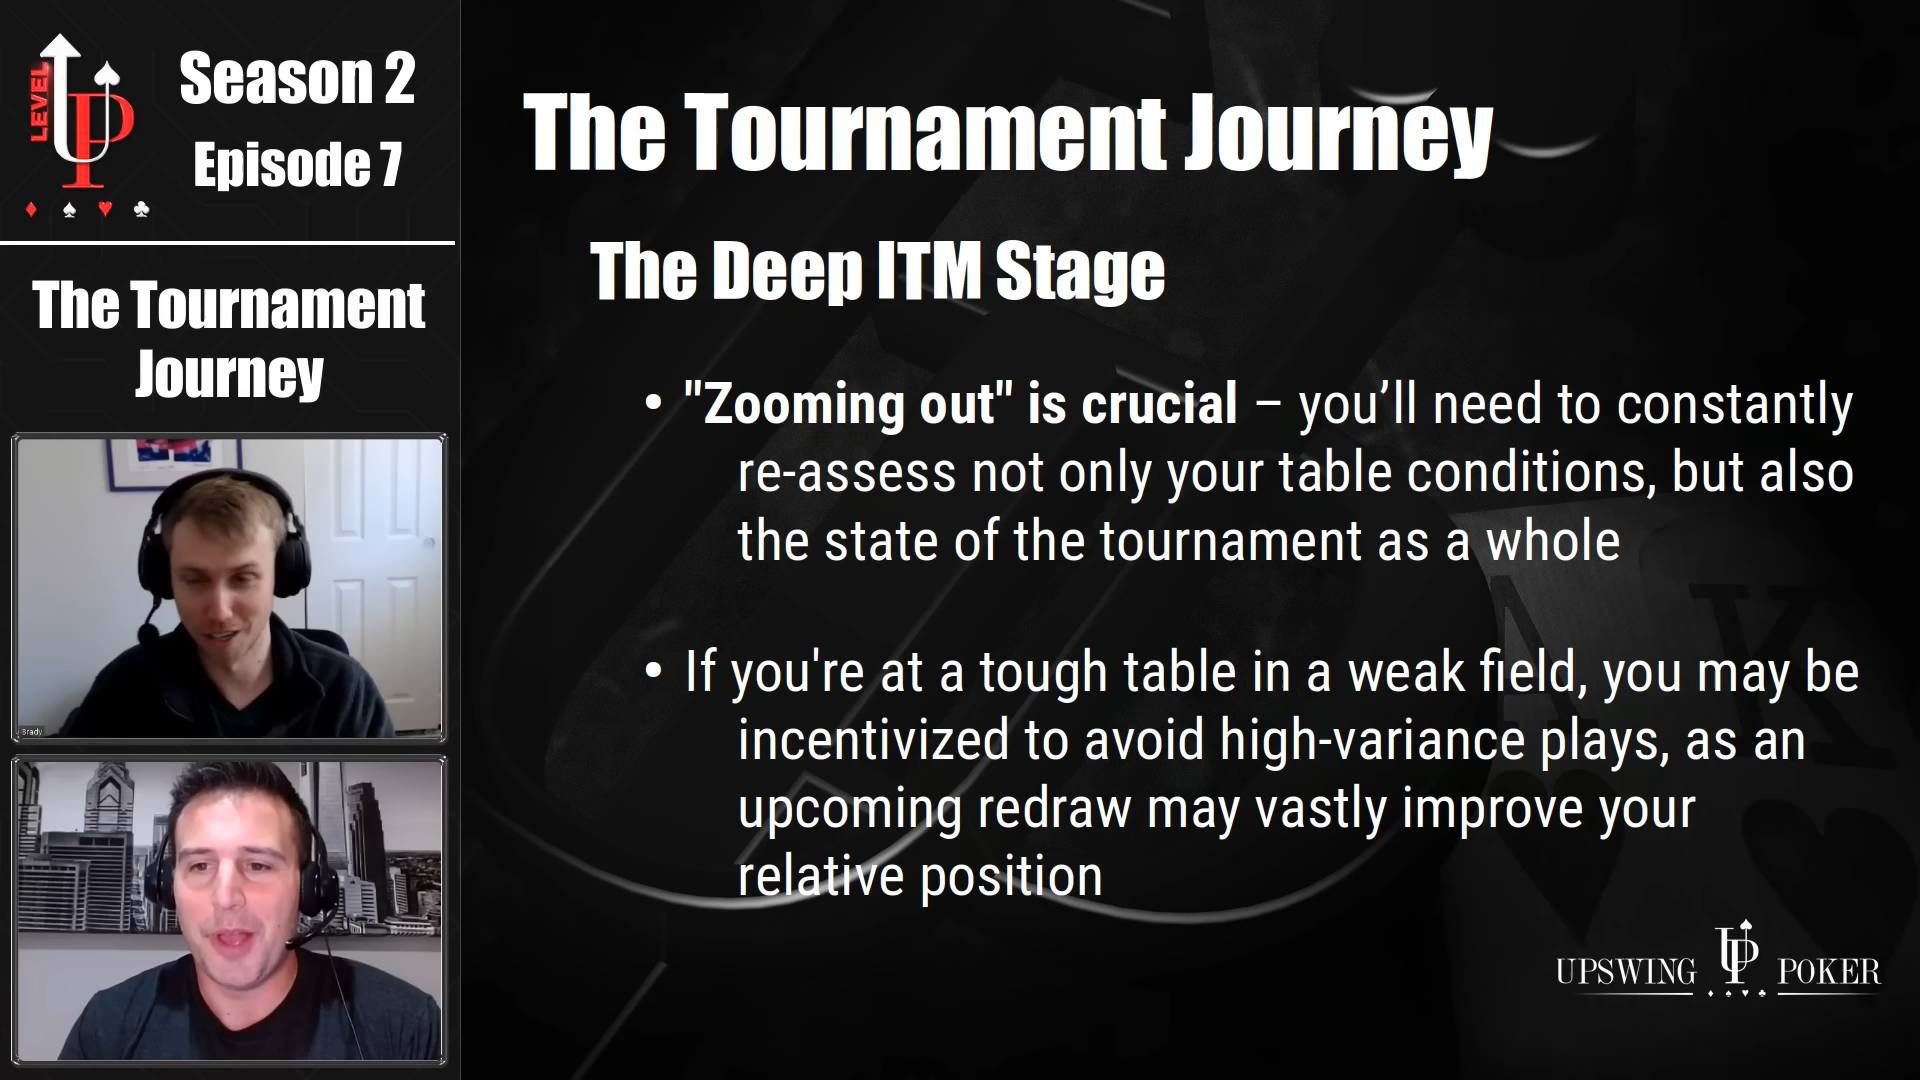 LEVEL
UP
Season 2
Episode 7
The Tournament
Journey
Brady
The Tournament Journey
The Deep ITM Stage
• "Zooming out" is crucial – you’ll need to constantly
re-assess not only your table conditions, but also
the state of the tournament as a whole
• If you're at a tough table in a weak field, you may be
incentivized to avoid high-variance plays, as an
upcoming redraw may vastly improve your
relative position
A K
UPSWING UP POKER